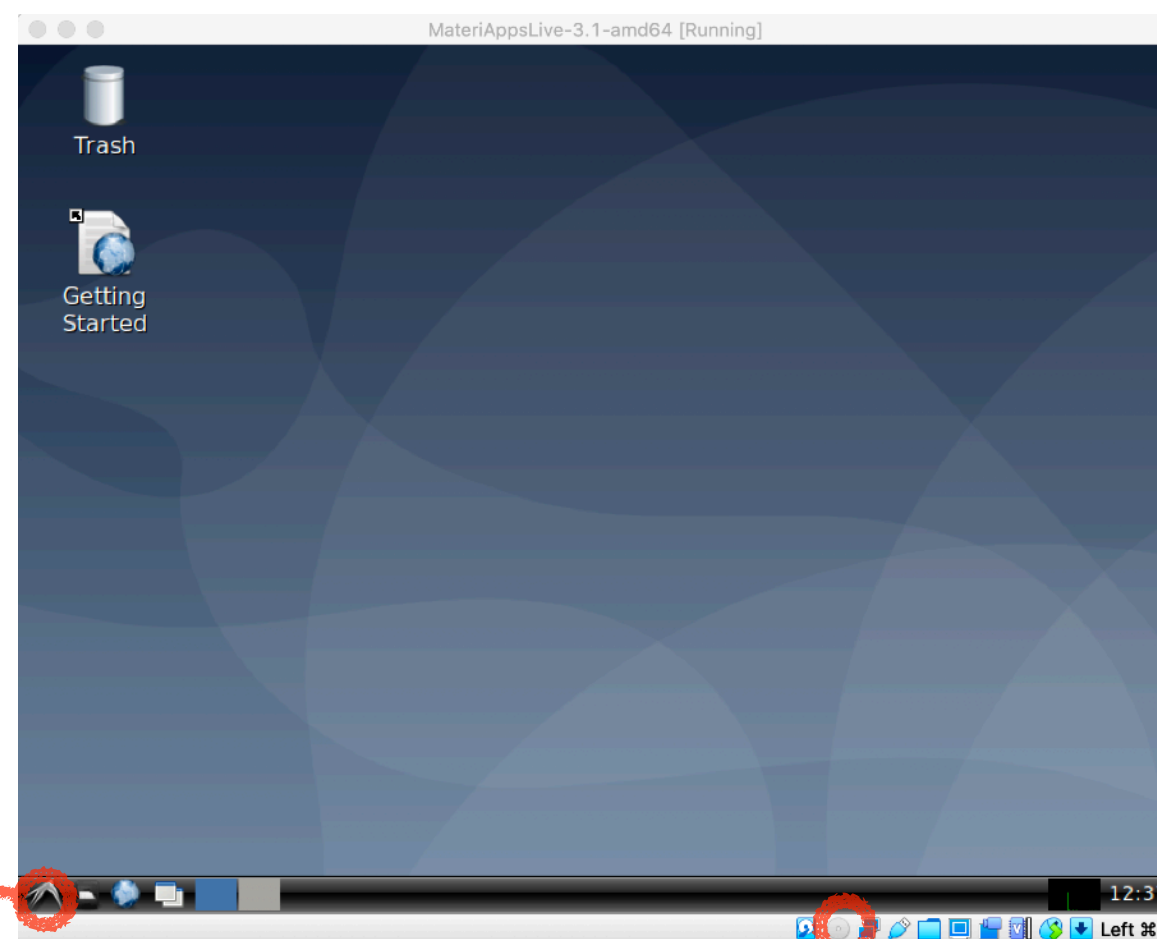 MateriAppsLive-3.1-amd64 [Running]
Trash
Getting
Started
12:3
Left ⌘